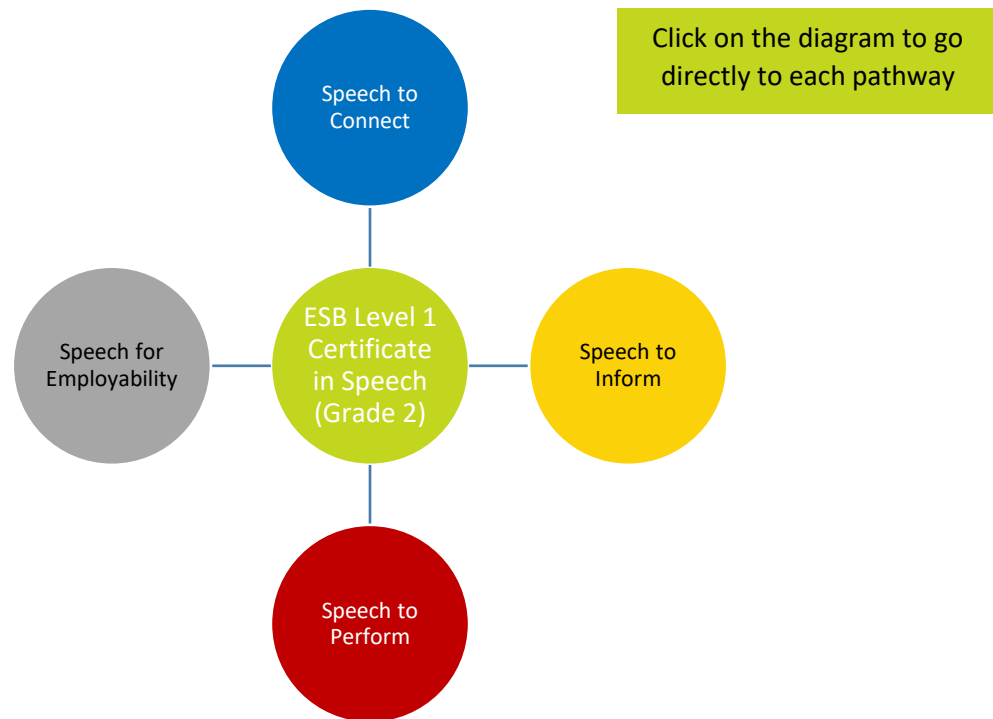 Click on the diagram to go
directly to each pathway
Speech to
Connect
Speech for
Employability
ESB Level 1
Certificate
in Speech
(Grade 2)
Speech to
Inform
Speech to
Perform